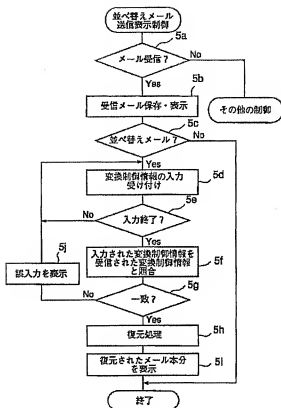 並べ替えメール
送信表示制御
5a
メール受信?
No
Yes
5b
受信メール保存・表示
その他の制御
5c
並べ替えメール?
No
Yes
5d
変換制御情報の入力
受け付け
5e
No
入力終了?
Yes
5j
5f
入力された変換制御情報を
受信された変換制御情報
と照合
誤入力を表示
5g
No
一致?
Yes
5h
復元処理
5i
復元されたメール本分
を表示
終了